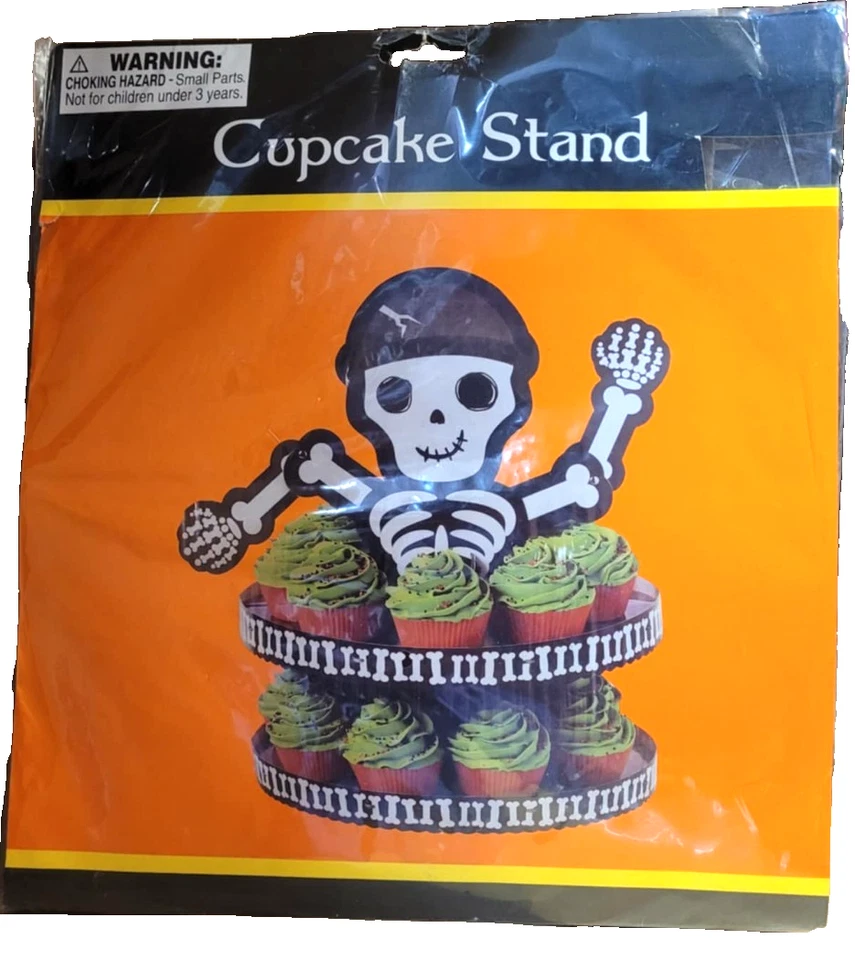 ⚠ WARNING:
CHOKING HAZARD - Small Parts.
Not for children under 3 years.
Cupcake Stand